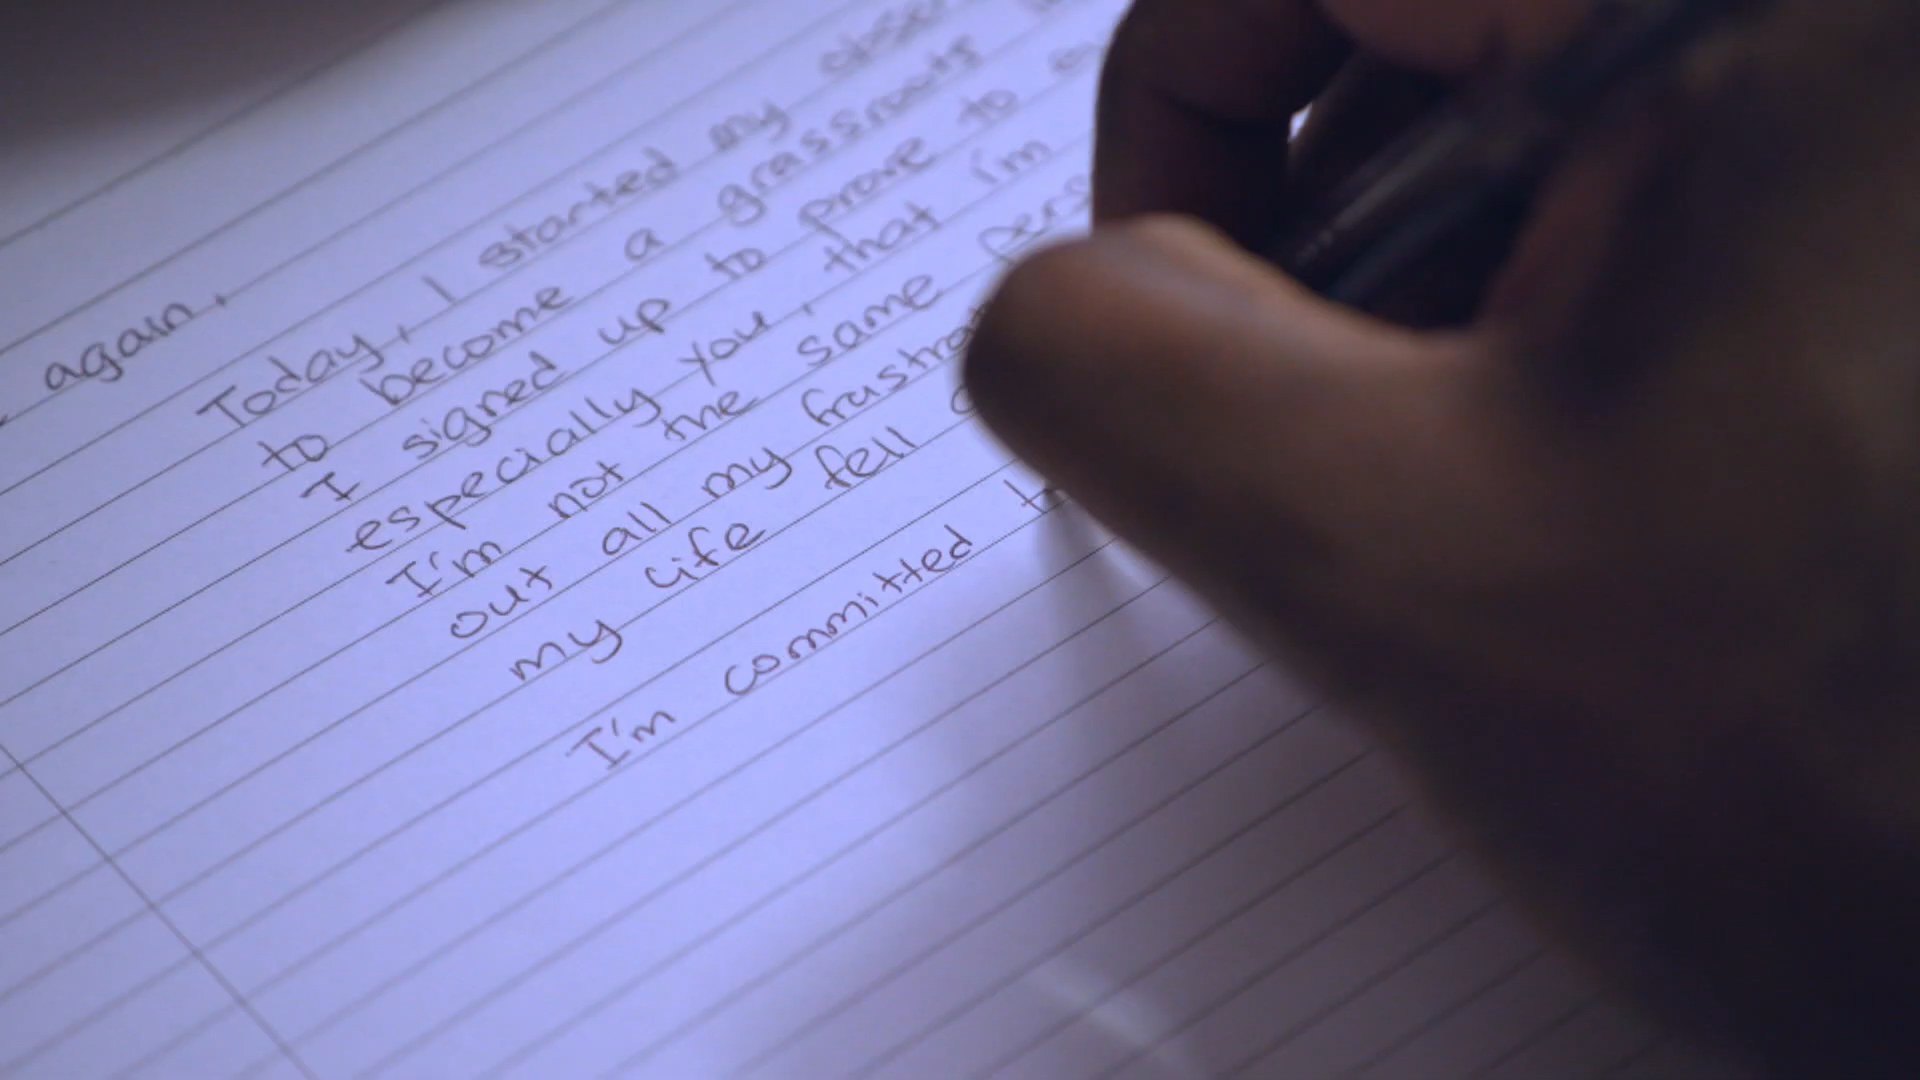 again,
Today, I started my
to become a grassroots
I signed up to prove to
especially you, that I'm
I'm not the same
out all my
my life fell
I'm committed